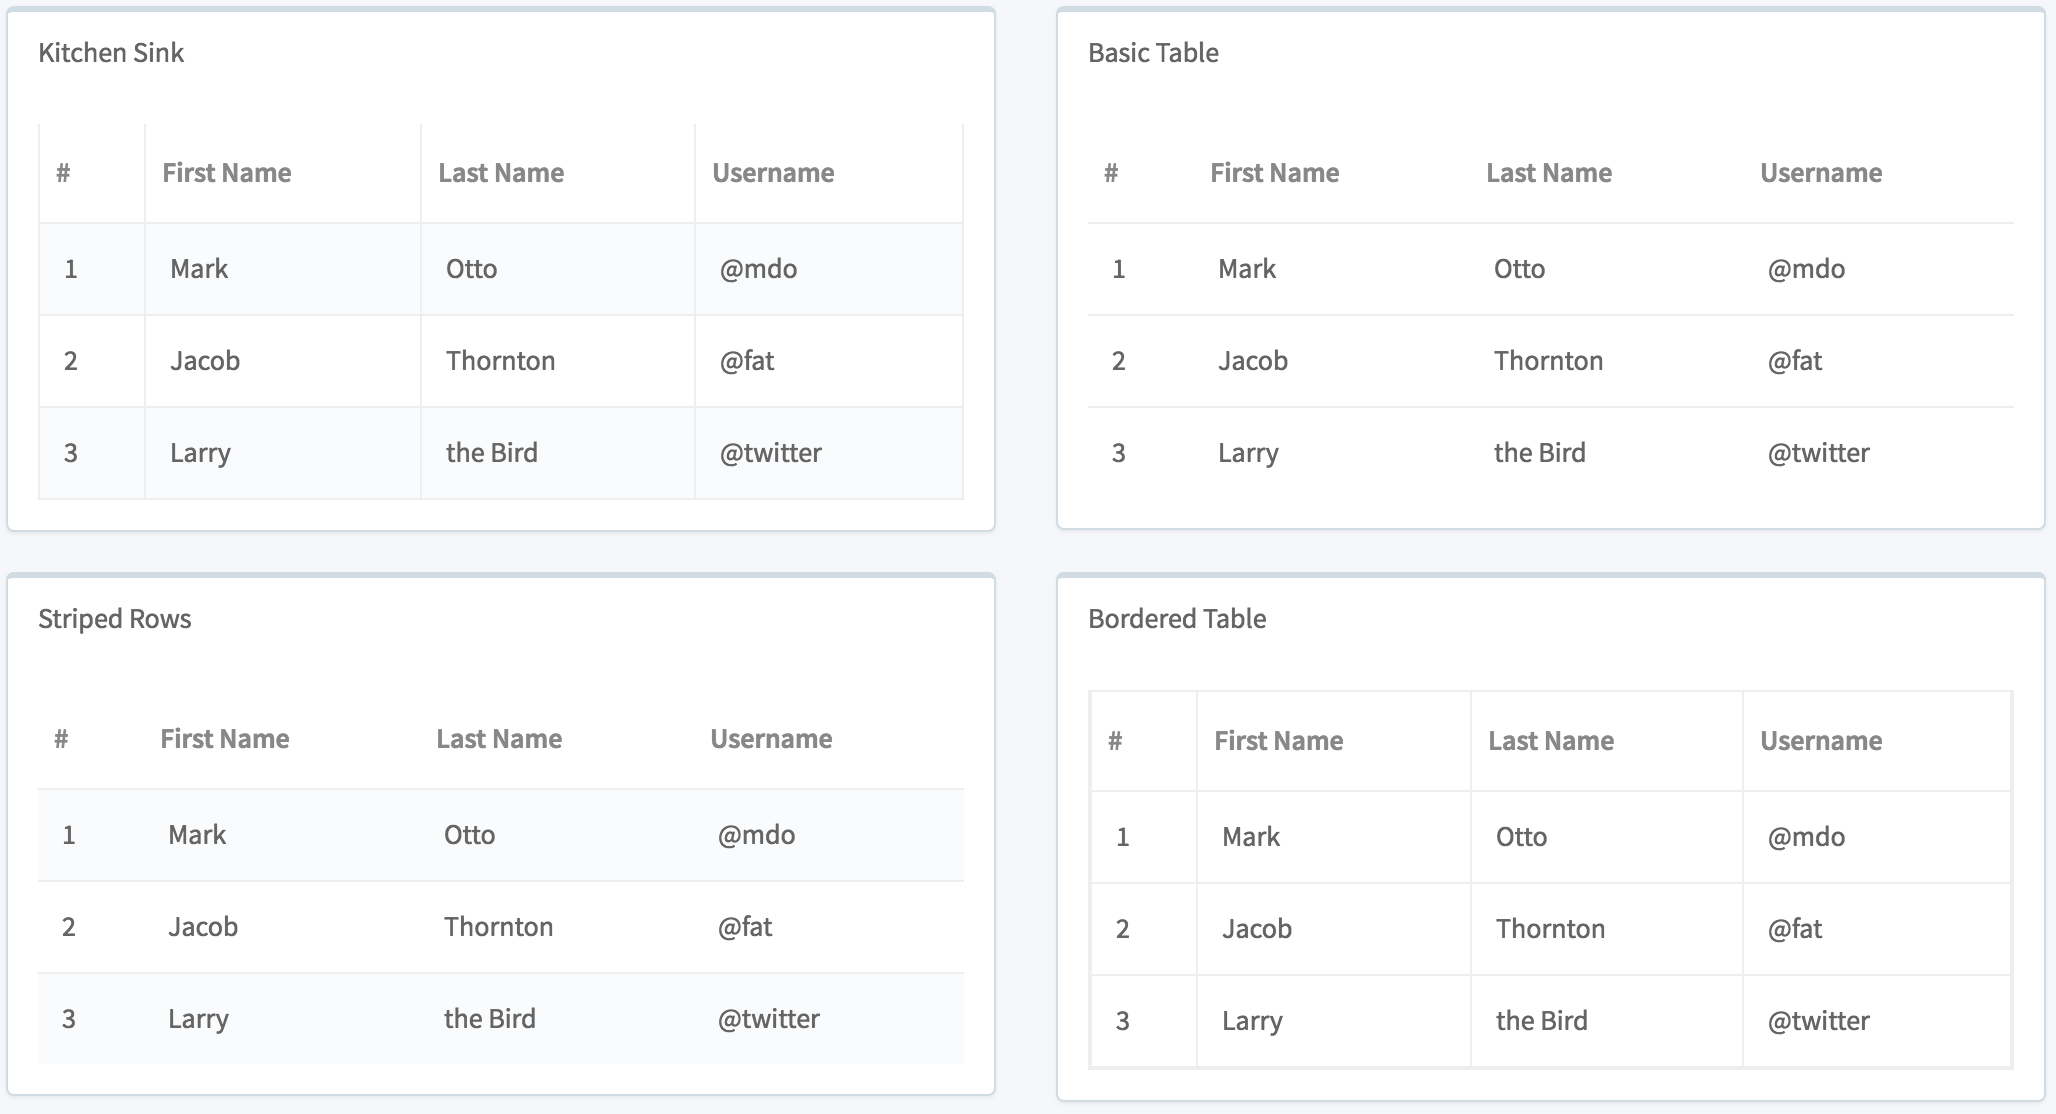 Kitchen Sink
# First Name Last Name Username
1 Mark Otto @mdo
2 Jacob Thornton @fat
3 Larry the Bird @twitter
Basic Table
# First Name Last Name Username
1 Mark Otto @mdo
2 Jacob Thornton @fat
3 Larry the Bird @twitter
Striped Rows
# First Name Last Name Username
1 Mark Otto @mdo
2 Jacob Thornton @fat
3 Larry the Bird @twitter
Bordered Table
# First Name Last Name Username
1 Mark Otto @mdo
2 Jacob Thornton @fat
3 Larry the Bird @twitter